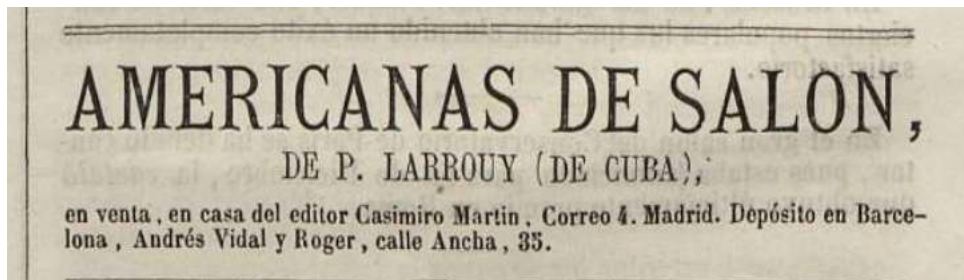 AMERICANAS DE SALON,
DE P. LARROUY (DE CUBA),
en venta, en casa del editor Casimiro Martin, Correo 4. Madrid. Depósito en Barce-
lona, Andrés Vidal y Roger, calle Ancha, 35.